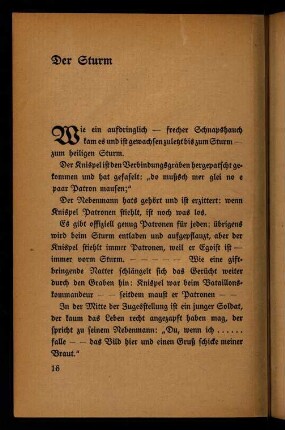 Der Sturm
Wie ein aufdringlich — frecher Schnapshauch
kam es und ist gewachsen zuletzt bis zum Sturm —
zum heiligen Sturm.
Der Knispel ist den Verbindungsgraben hergepatscht ge-
kommen und hat gefaselt: „do musisch wer glei no e
paar Patron mausen;“
Der Nebenmann hats gehört und ist erzittert: wenn
Knispel Patronen stiehlt, ist noch was los.
Es gibt offiziell genug Patronen für jeden; übrigens
wird beim Sturm entladen und aufgepflanzt, aber der
Knispel stiehlt immer Patronen, weil er Egoist ist —
immer vorm Sturm. — — — — Wie eine gift-
bringende Natter schlängelt sich das Gerücht weiter
durch den Graben hin: Knispel war beim Bataillons-
kommandeur — — seitdem maust er Patronen — —
In der Mitte der Zugesstellung ist ein junger Soldat,
der kaum das Leben recht angezapft haben mag, der
spricht zu seinem Nebenmann: „Du, wenn ich ......
falle — — das Bild hier und einen Gruß schicke meiner
Braut.“
16